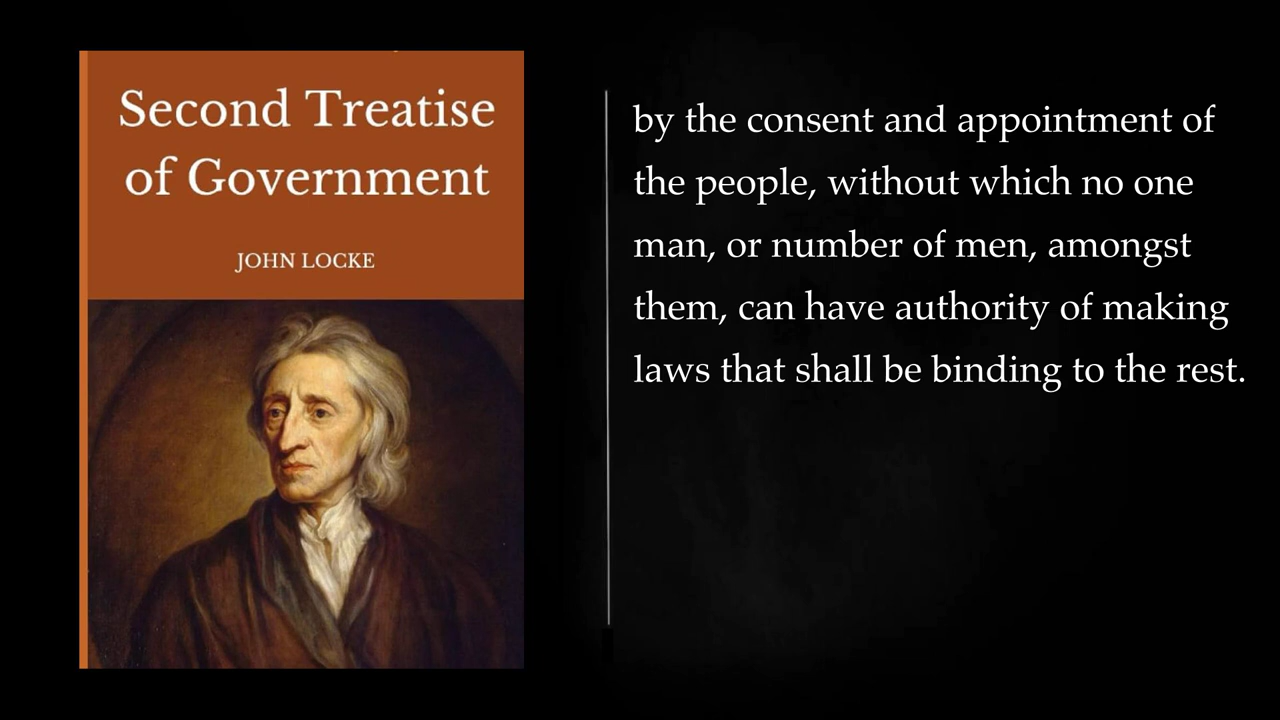 Second Treatise
of Government
JOHN LOCKE
by the consent and appointment of
the people, without which no one
man, or number of men, amongst
them, can have authority of making
laws that shall be binding to the rest.